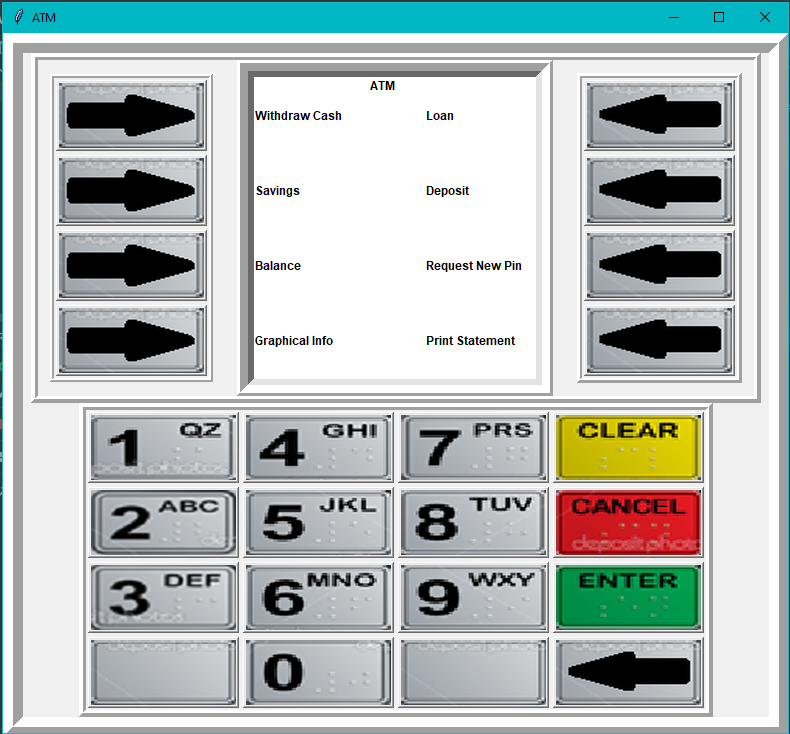 ATM
ATM
Withdraw Cash Loan
Savings Deposit
Balance Request New Pin
Graphical Info Print Statement
1 QZ 4 GHI 7 PRS CLEAR
2 ABC 5 JKL 8 TUV CANCEL
depositphoto
3 DEF 6 MNO 9 WXY ENTER
0